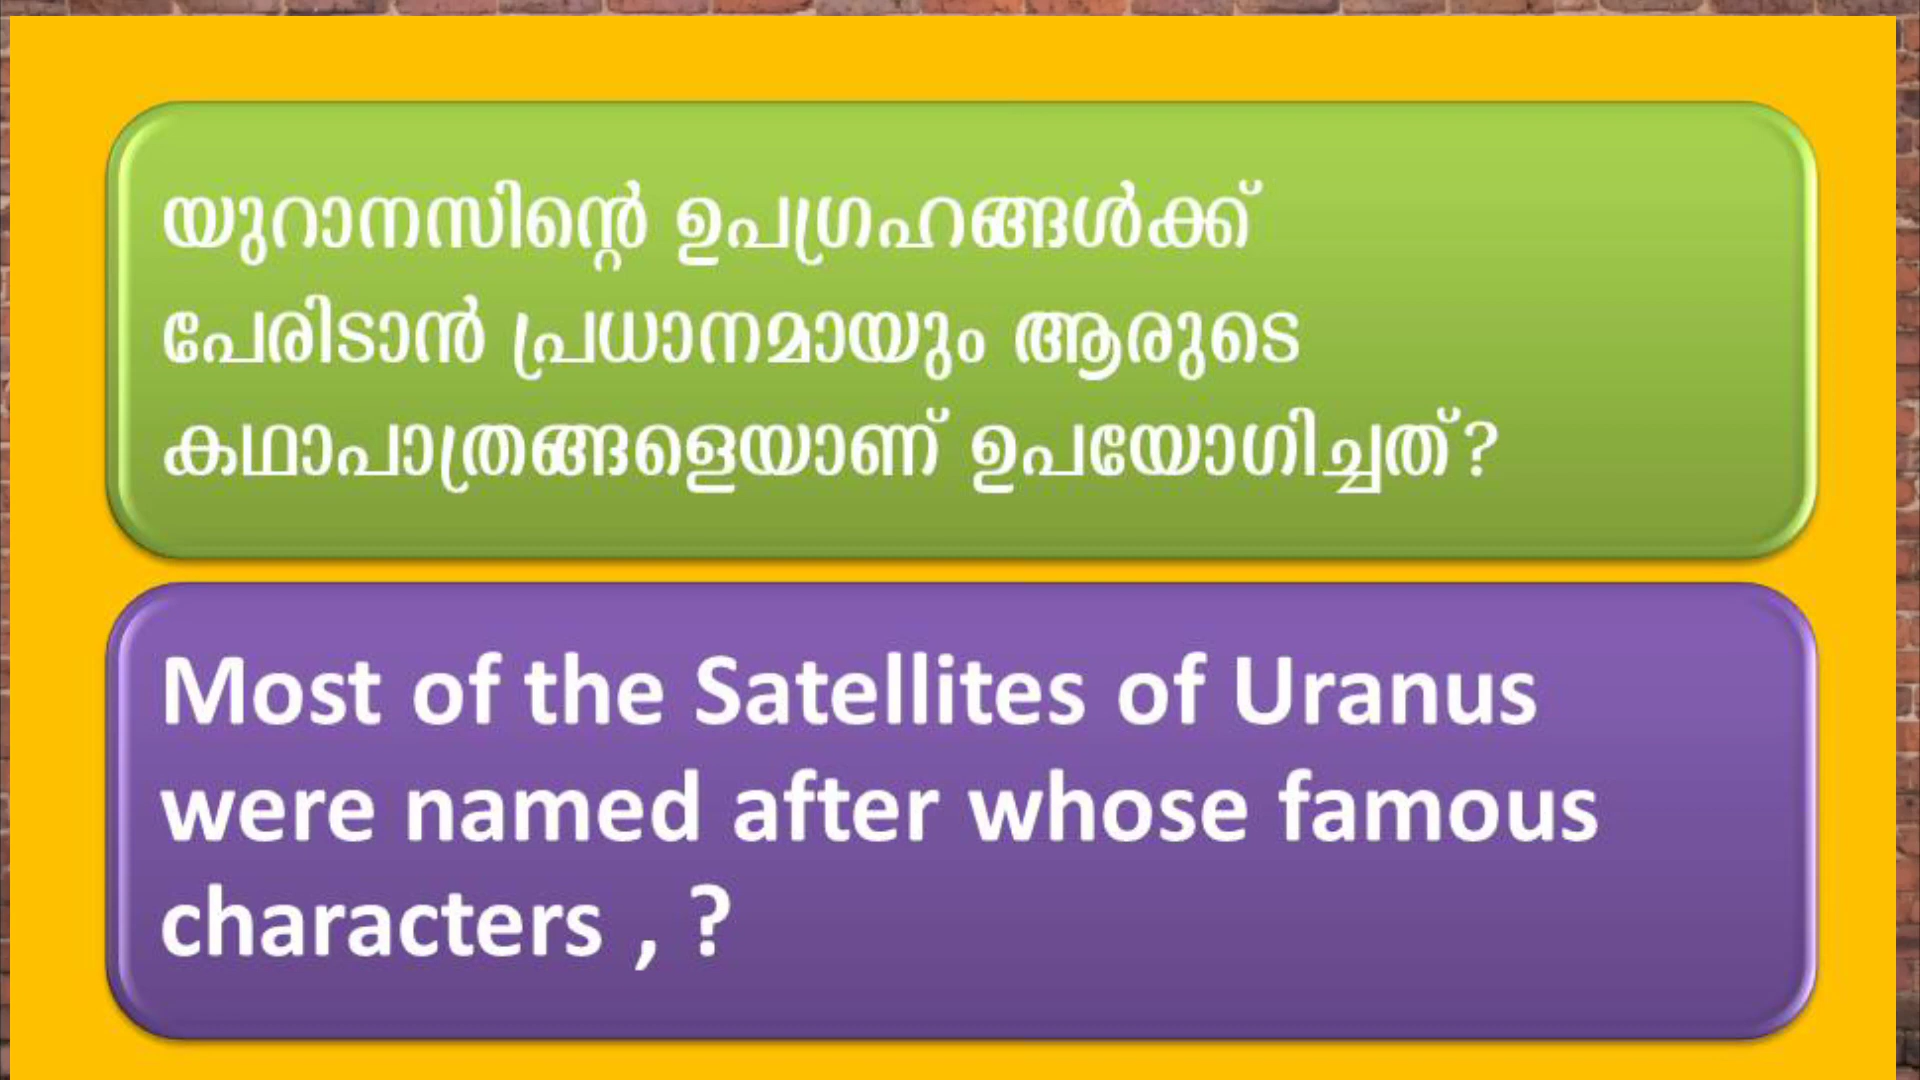 യുറാനസിന്റെ ഉപഗ്രഹങ്ങൾക്ക്
പേരിടാൻ പ്രധാനമായും ആരുടെ
കഥാപാത്രങ്ങളെയാണ് ഉപയോഗിച്ചത്?
Most of the Satellites of Uranus
were named after whose famous
characters , ?